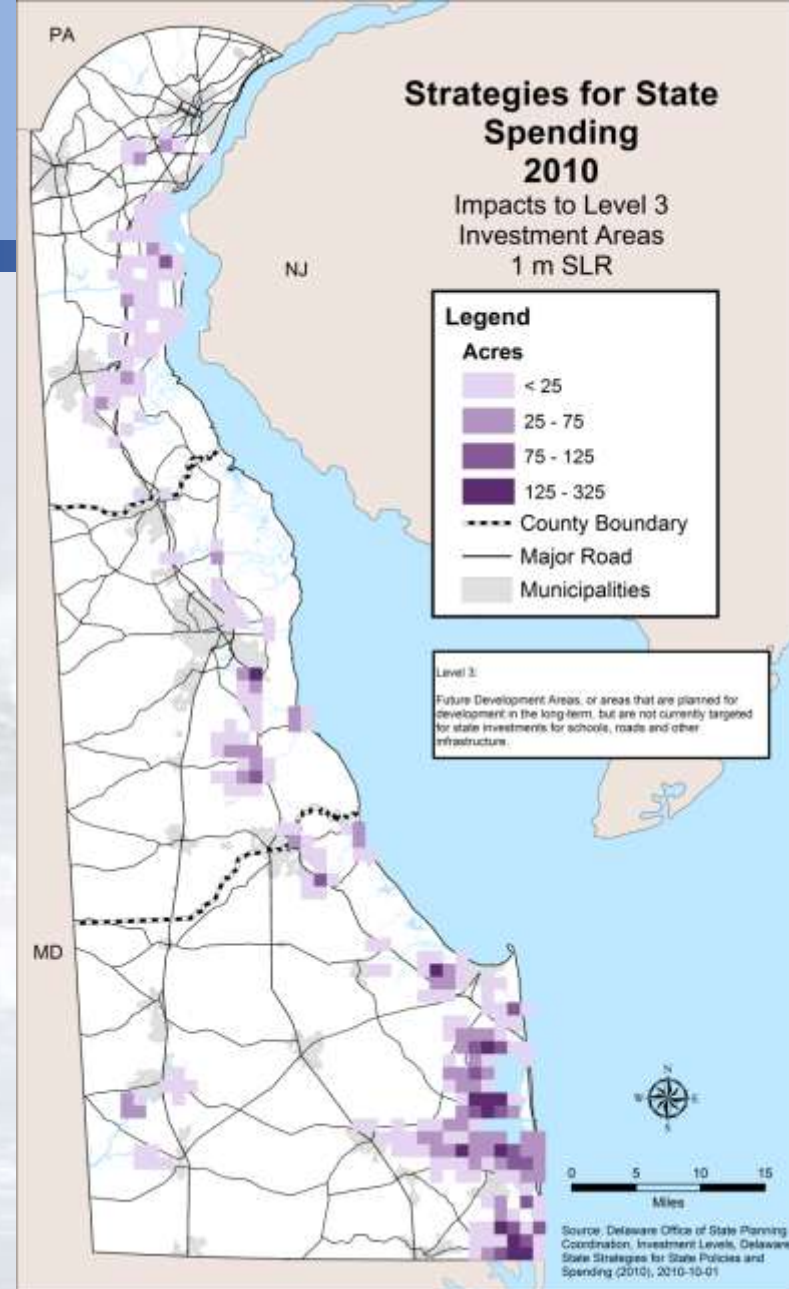 PA
Strategies for State
Spending
2010
Impacts to Level 3
Investment Areas
1 m SLR
NJ
Legend
Acres
< 25
25 - 75
75 - 125
125 - 325
County Boundary
Major Road
Municipalities
Level 3:
Future Development Areas, or areas that are planned for
development in the long-term, but are not currently targeted
for state investments for schools, roads and other
infrastructure.
MD
N
W E
S
0 5 10 15
Miles
Source: Delaware Office of State Planning
Coordination, Investment Levels, Delaware
State Strategies for State Policies and
Spending (2010), 2010-10-01